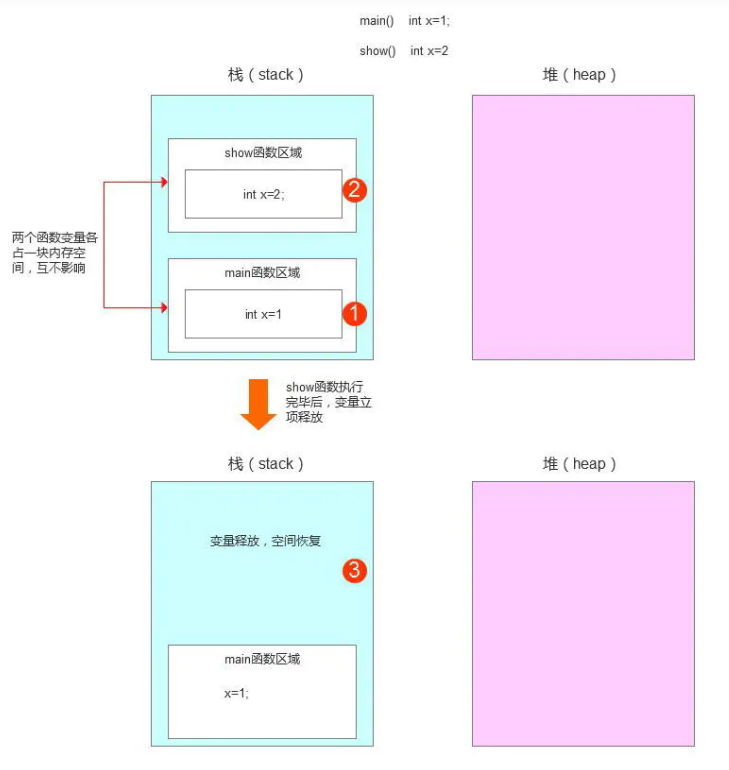 main()    int x=1;
show()    int x=2
栈（stack）
堆（heap）
show函数区域
int x=2;
2
两个函数变量各
占一块内存空
间，互不影响
main函数区域
int x=1
1
show函数执行
完毕后，变量立
项释放
栈（stack）
堆（heap）
变量释放，空间恢复
3
main函数区域
x=1;